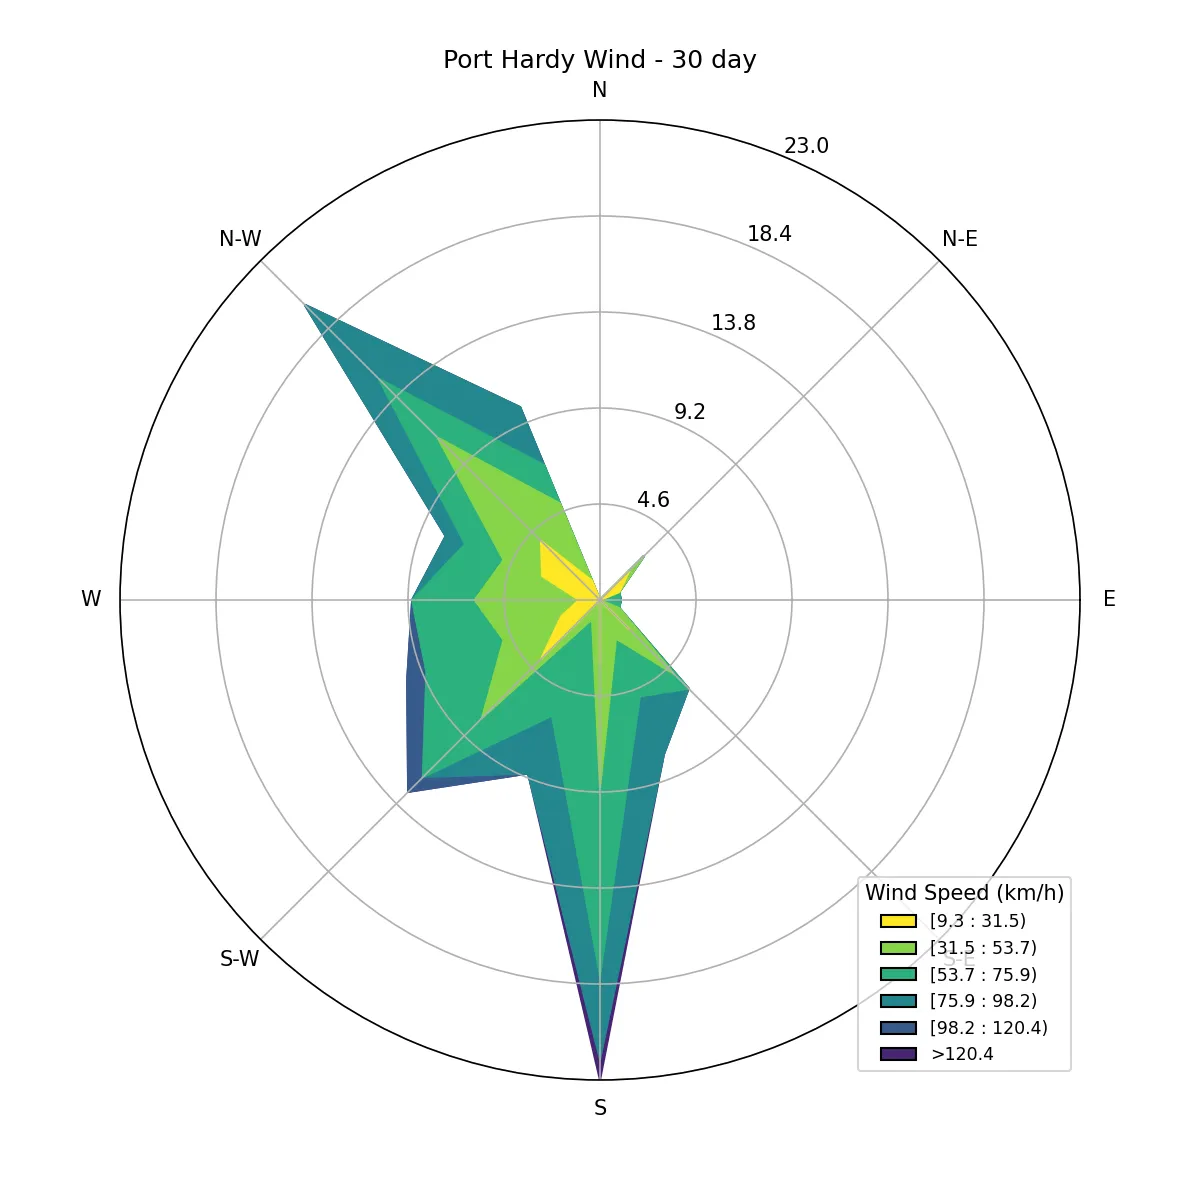 Port Hardy Wind - 30 day
N
23.0
N-W
N-E
18.4
13.8
9.2
4.6
W
E
S-W
S-E
Wind Speed (km/h)
[9.3 : 31.5)
[31.5 : 53.7)
[53.7 : 75.9)
[75.9 : 98.2)
[98.2 : 120.4)
>120.4
S